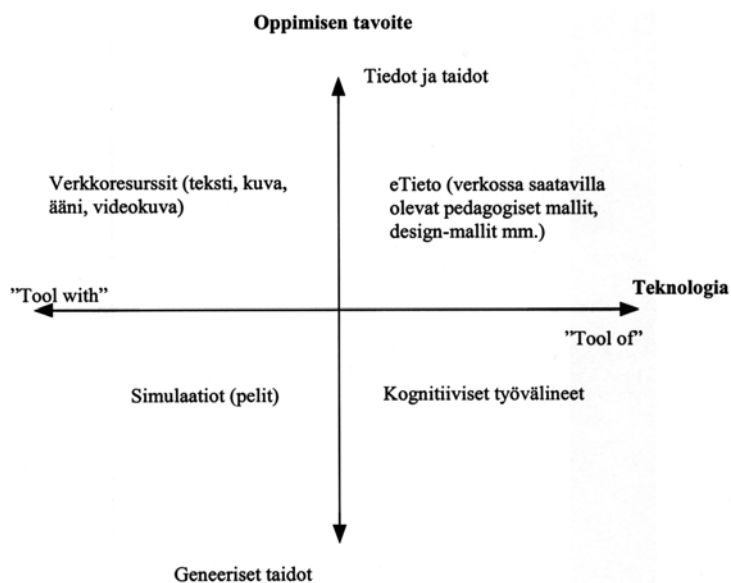 Oppimisen tavoite
Tiedot ja taidot
Verkkoresurssit (teksti, kuva,
ääni, videokuva)
eTieto (verkossa saatavilla
olevat pedagogiset mallit,
design-mallit mm.)
”Tool with”
Teknologia
”Tool of”
Simulaatiot (pelit)
Kognitiiviset työvälineet
Geneeriset taidot